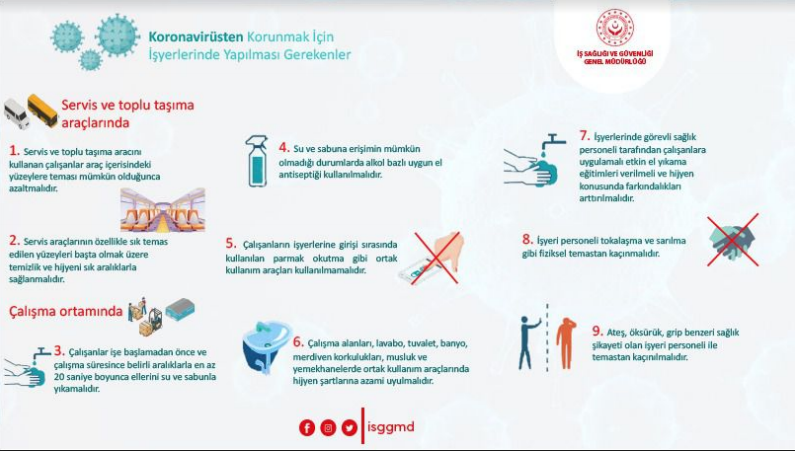 Koronavirüsten Korunmak İçin
İşyerlerinde Yapılması Gerekenler
İŞ SAĞLIĞI VE GÜVENLİĞİ
GENEL MÜDÜRLÜĞÜ
Servis ve toplu taşıma
araçlarında
1. Servis ve toplu taşıma aracını
kullanan çalışanlar araç içerisindeki
yüzeylere teması mümkün olduğunca
azaltmalıdır.
2. Servis araçlarının özellikle sık temas
edilen yüzeyleri başta olmak üzere
temizlik ve hijyeni sık aralıklarla
sağlanmalıdır.
Çalışma ortamında
3. Çalışanlar işe başlamadan önce ve
çalışma süresince belirli aralıklarla en az
20 saniye boyunca ellerini su ve sabunla
yıkamalıdır.
4. Su ve sabuna erişimin mümkün
olmadığı durumlarda alkol bazlı uygun el
antiseptiği kullanılmalıdır.
5. Çalışanların işyerlerine girişi sırasında
kullanılan parmak okutma gibi ortak
kullanım araçları kullanılmamalıdır.
6. Çalışma alanları, lavabo, tuvalet, banyo,
merdiven korkulukları, musluk ve
yemekhanelerde ortak kullanım araçlarında
hijyen şartlarına azami uyulmalıdır.
7. İşyerlerinde görevli sağlık
personeli tarafından çalışanlara
uygulamalı etkin el yıkama
eğitimleri verilmeli ve hijyen
konusunda farkındalıkları
arttırılmalıdır.
8. İşyeri personeli tokalaşma ve sarılma
gibi fiziksel temastan kaçınmalıdır.
9. Ateş, öksürük, grip benzeri sağlık
şikayeti olan işyeri personeli ile
temastan kaçınılmalıdır.
isggmd